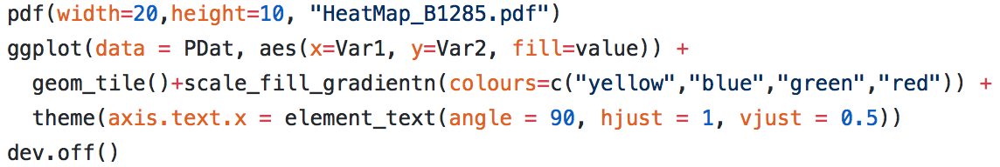 pdf(width=20,height=10, "HeatMap_B1285.pdf")
ggplot(data = PDat, aes(x=Var1, y=Var2, fill=value)) +
  geom_tile()+scale_fill_gradientn(colours=c("yellow","blue","green","red")) +
  theme(axis.text.x = element_text(angle = 90, hjust = 1, vjust = 0.5))
dev.off()